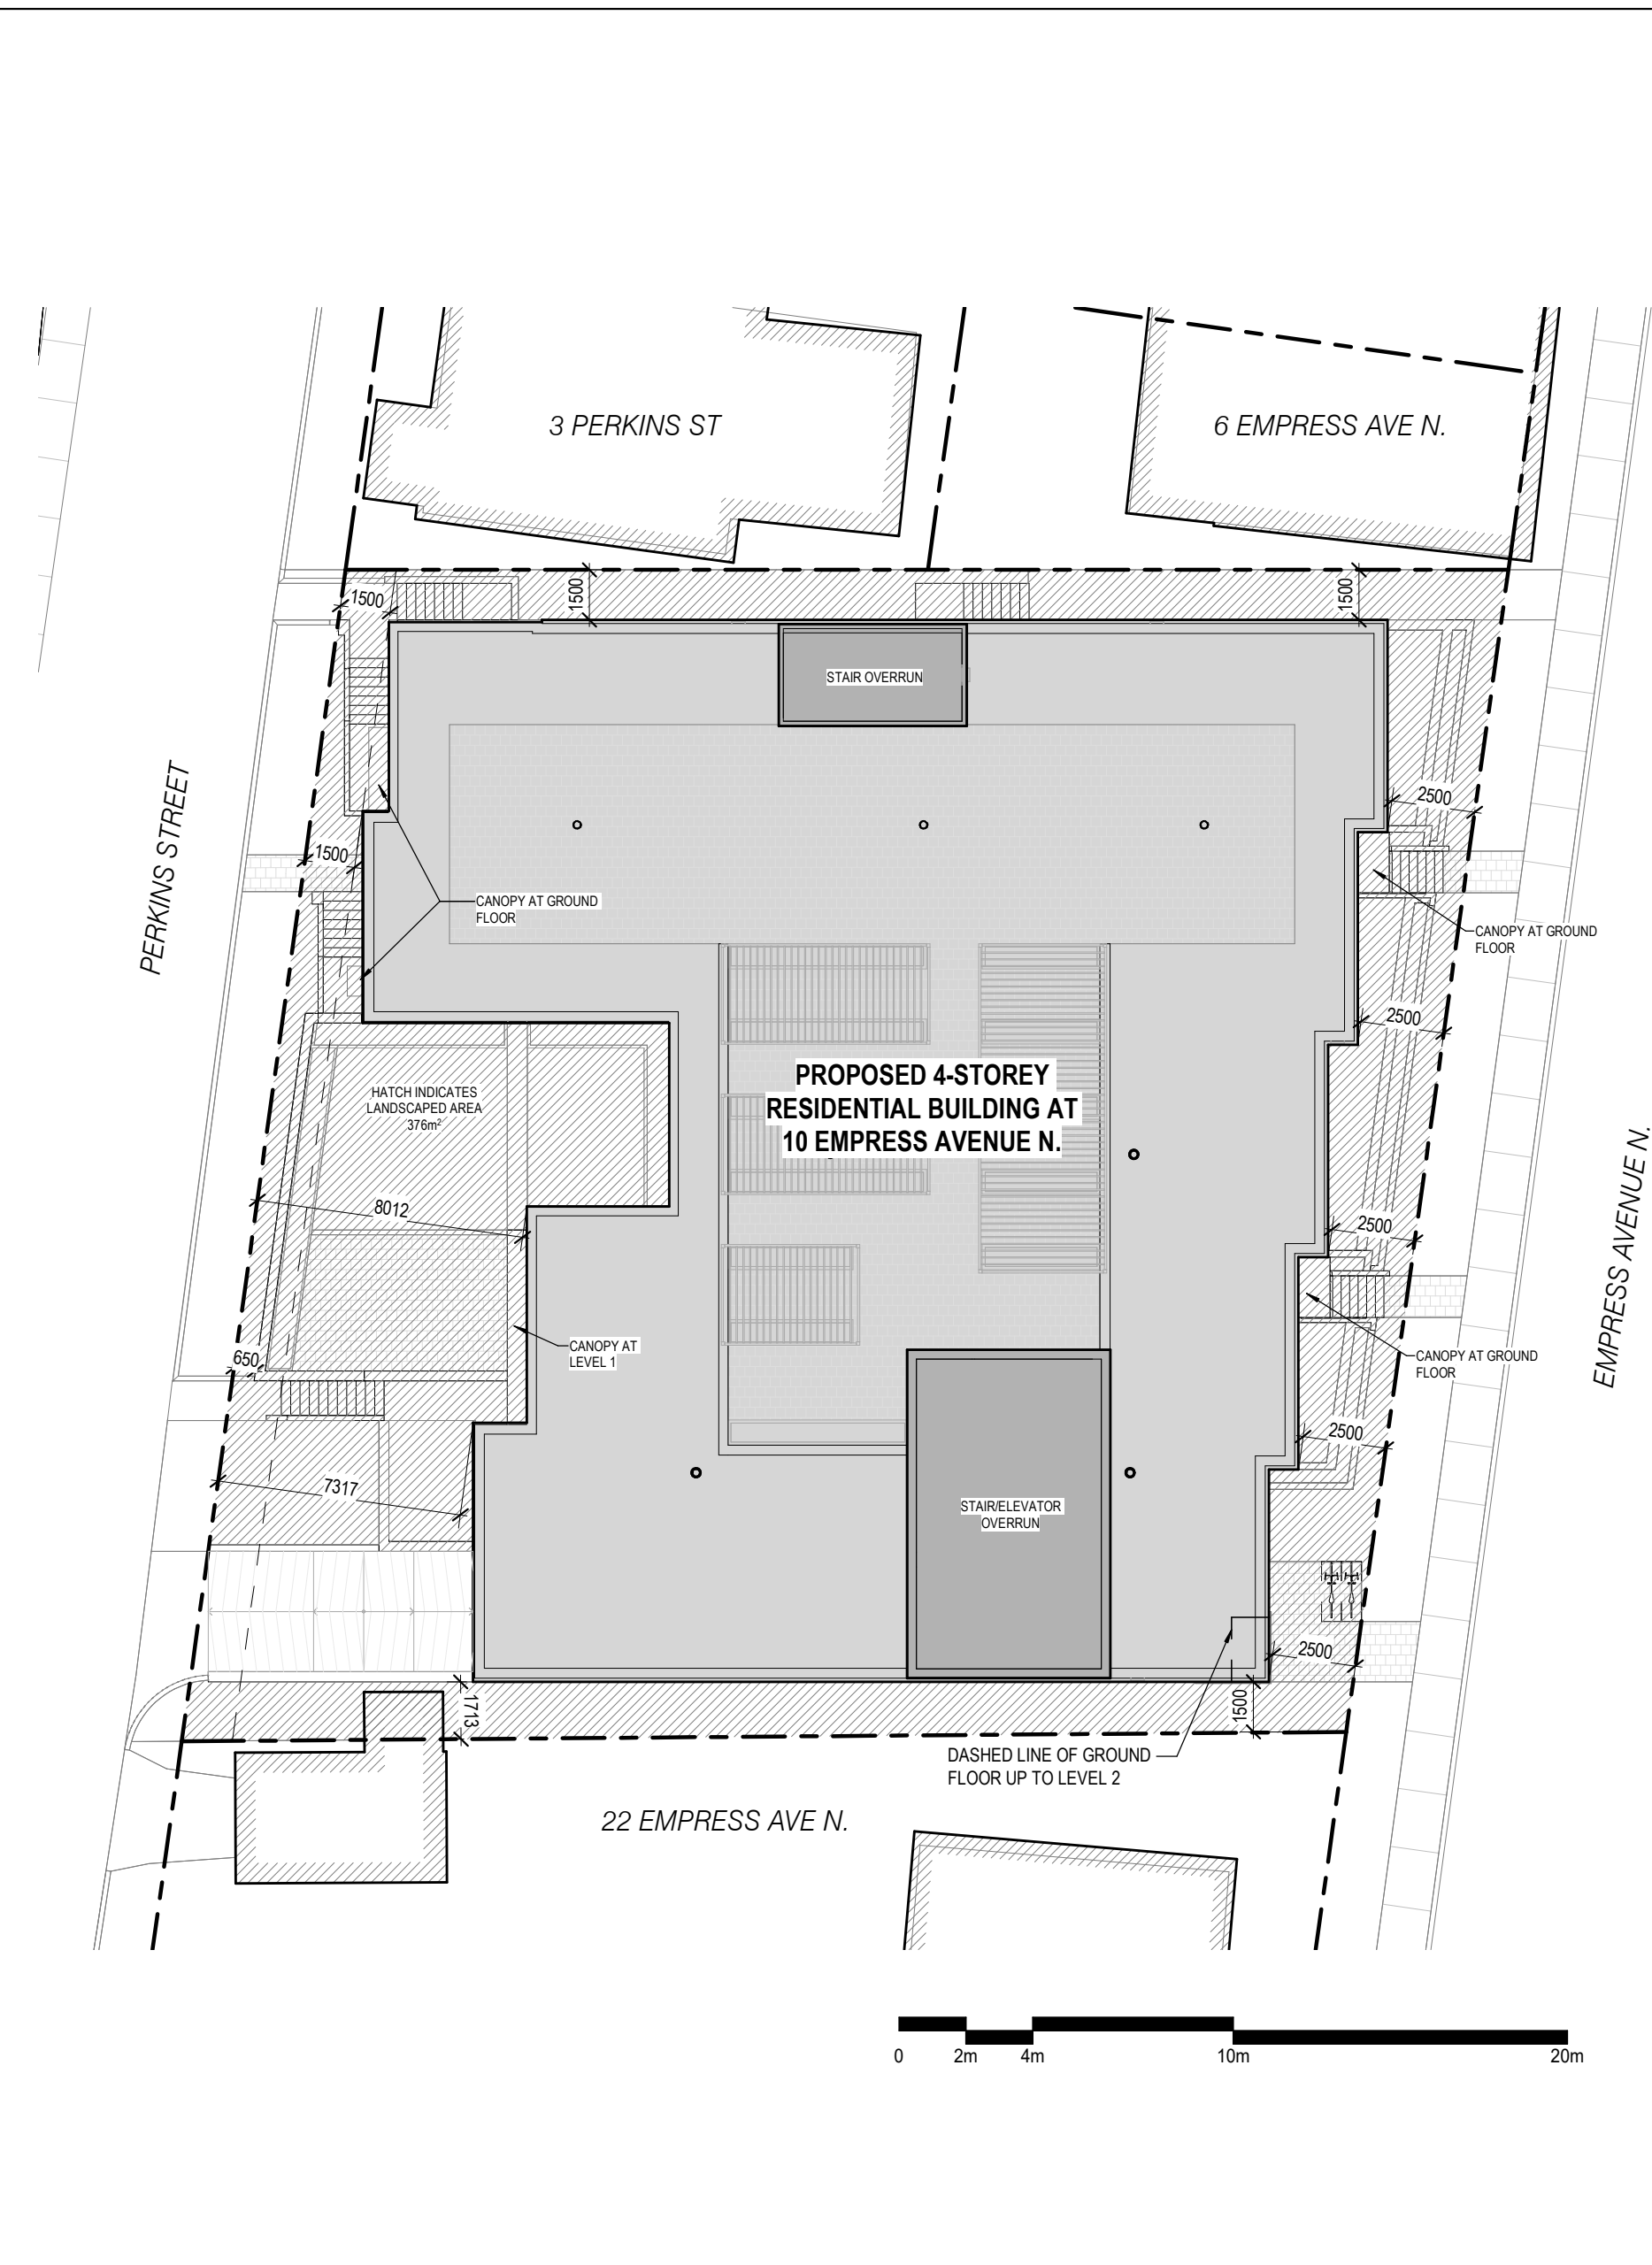 3 PERKINS ST
6 EMPRESS AVE N.
1500
1500
1500
STAIR OVERRUN
PERKINS STREET
2500
1500
CANOPY AT GROUND
FLOOR
CANOPY AT GROUND
FLOOR
2500
PROPOSED 4-STOREY
RESIDENTIAL BUILDING AT
10 EMPRESS AVENUE N.
HATCH INDICATES
LANDSCAPED AREA
376m²
8012
2500
EMPRESS AVENUE N.
650
CANOPY AT
LEVEL 1
CANOPY AT GROUND
FLOOR
2500
7317
STAIR/ELEVATOR
OVERRUN
2500
1713
1500
DASHED LINE OF GROUND
FLOOR UP TO LEVEL 2
22 EMPRESS AVE N.
0 2m 4m 10m 20m